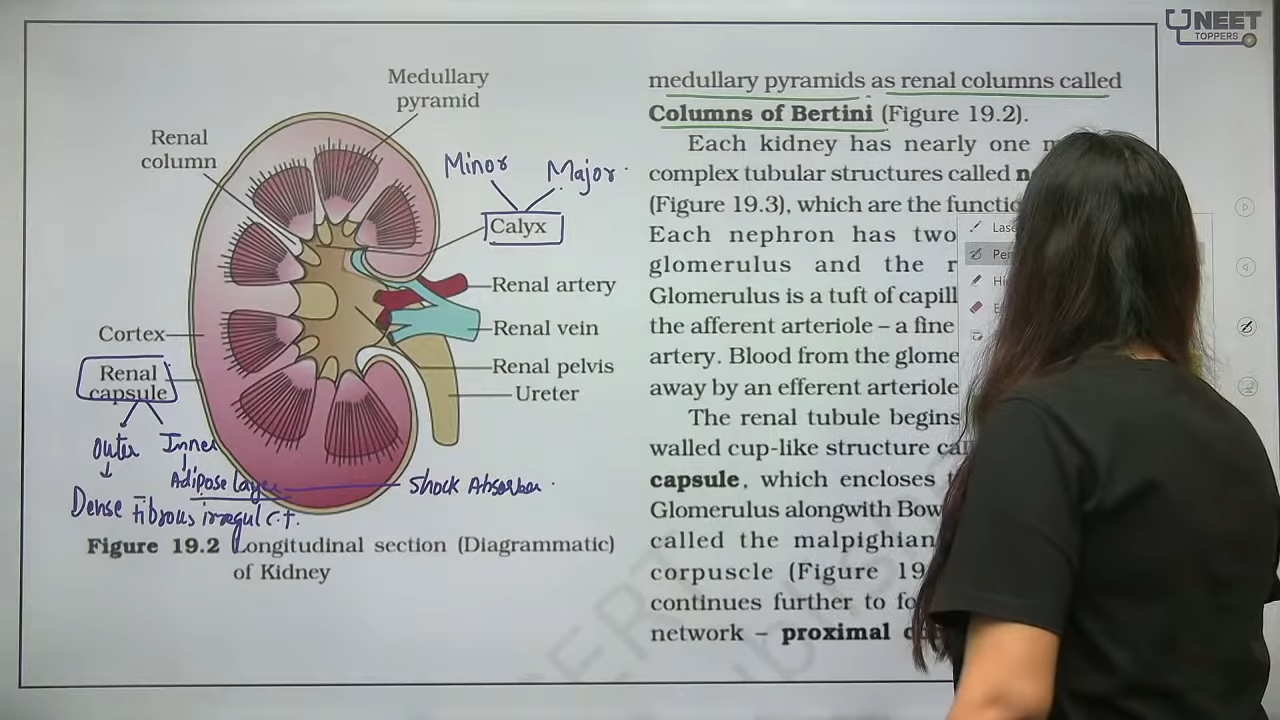 NEET
TOPPERS
Medullary
pyramid
Renal
column
Minor
Major
Calyx
Renal artery
Renal vein
Renal pelvis
Ureter
Cortex
Renal
capsule
Outer
Inner
Adipose layer
Shock Absorber
Dense fibrous irregul c.t.
Figure 19.2 Longitudinal section (Diagrammatic)
of Kidney
medullary pyramids as renal columns called
Columns of Bertini (Figure 19.2).
Each kidney has nearly one
complex tubular structures called
(Figure 19.3), which are the
Each nephron has two
glomerulus and the
Glomerulus is a tuft of
the afferent arteriole – a fine
artery. Blood from the
away by an efferent arteriole
The renal tubule begins
walled cup-like structure
capsule, which encloses
Glomerulus alongwith
called the malpighian
corpuscle (Figure
continues further to
network – proximal